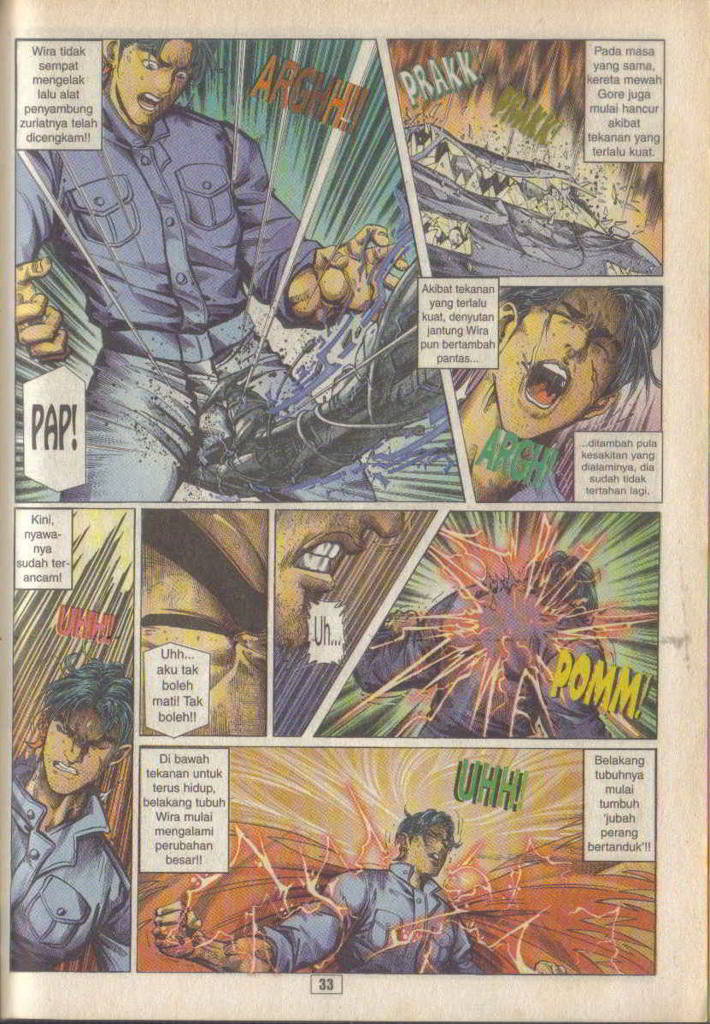 Wira tidak
sempat
mengelak
lalu alat
penyambung
zuriatnya telah
dicengkam!!
ARGHH!!
PRAKK
PRAKK!
Pada masa
yang sama,
kereta mewah
Gore juga
mulai hancur
akibat
tekanan yang
terlalu kuat.
PAP!
Akibat tekanan
yang terlalu
kuat, denyutan
jantung Wira
pun bertambah
pantas...
ARGH!
...ditambah pula
kesakitan yang
dialaminya, dia
sudah tidak
tertahan lagi.
Kini,
nyawa-
nya
sudah ter-
ancam!
UHH!
Uhh...
aku tak
boleh
mati! Tak
boleh!!
Uh...
POMM!
Di bawah
tekanan untuk
terus hidup,
belakang tubuh
Wira mulai
mengalami
perubahan
besar!!
UHH!
Belakang
tubuhnya
mulai
tumbuh
'jubah
perang
bertanduk'!!
33